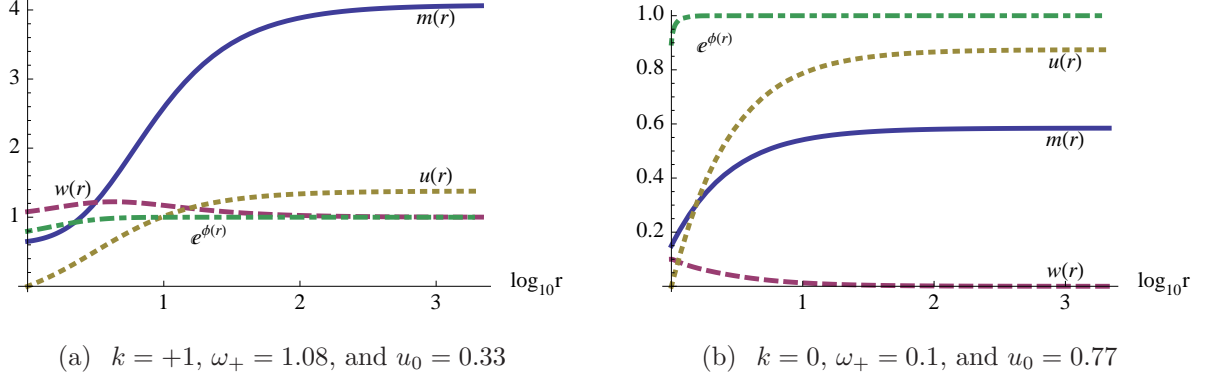 4
3
2
1
m(r)
w(r)
u(r)
e^{ϕ(r)}
1 2 3
log₁₀r
(a) k = +1, ω₊ = 1.08, and u₀ = 0.33
1.0
0.8
0.6
0.4
0.2
e^{ϕ(r)}
u(r)
m(r)
w(r)
1 2 3
log₁₀r
(b) k = 0, ω₊ = 0.1, and u₀ = 0.77